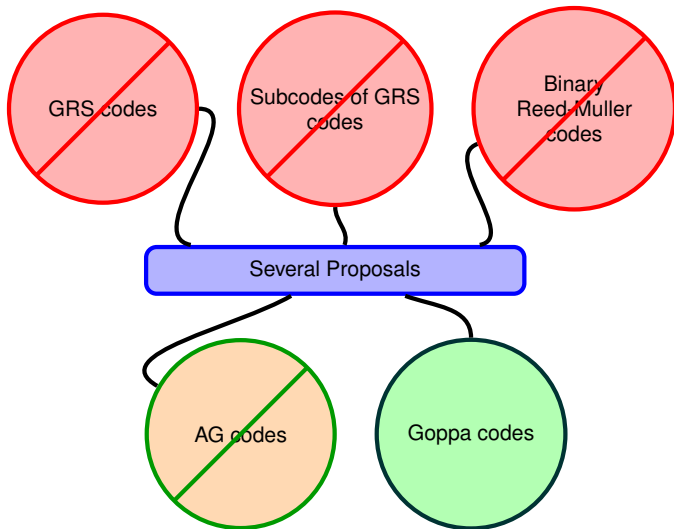 GRS codes
Subcodes of GRS
codes
Binary
Reed-Muller
codes
Several Proposals
AG codes
Goppa codes